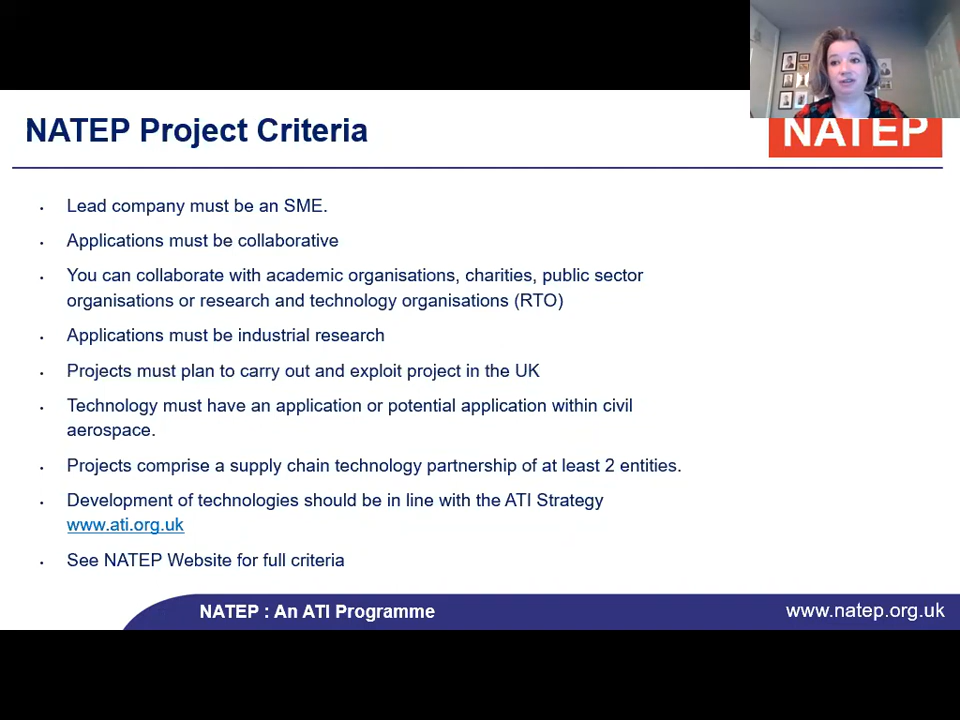 NATEP Project Criteria
NATEP
• Lead company must be an SME.
• Applications must be collaborative
• You can collaborate with academic organisations, charities, public sector
organisations or research and technology organisations (RTO)
• Applications must be industrial research
• Projects must plan to carry out and exploit project in the UK
• Technology must have an application or potential application within civil
aerospace.
• Projects comprise a supply chain technology partnership of at least 2 entities.
• Development of technologies should be in line with the ATI Strategy
www.ati.org.uk
• See NATEP Website for full criteria
NATEP : An ATI Programme
www.natep.org.uk